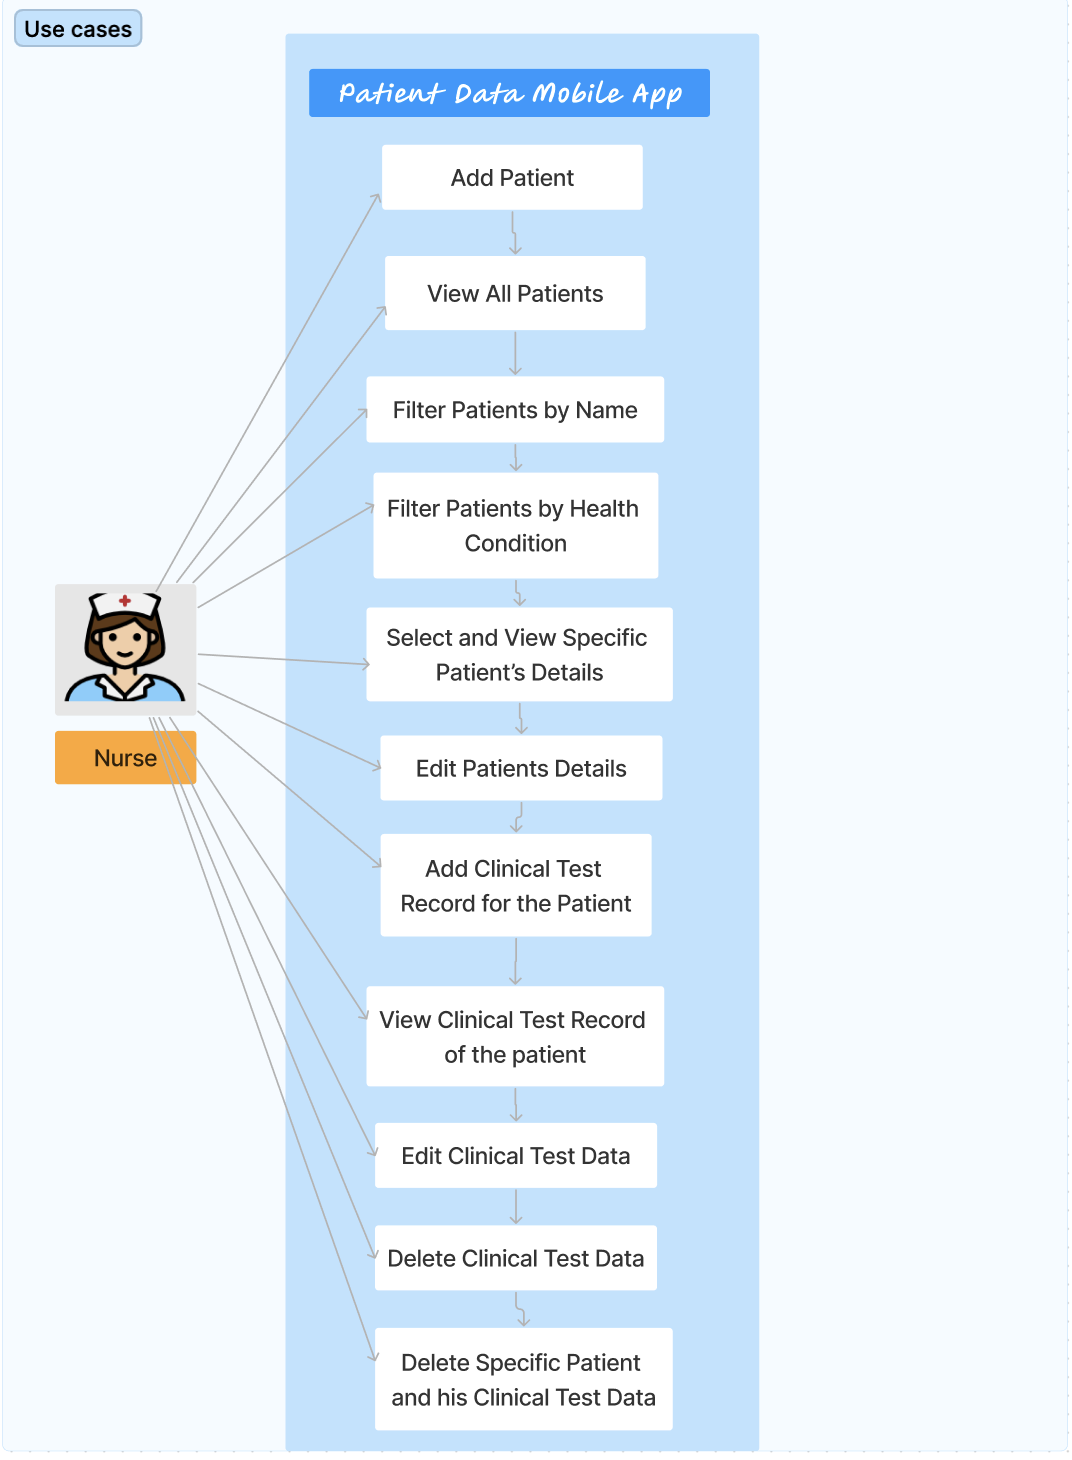 Use cases
Patient Data Mobile App
Add Patient
View All Patients
Filter Patients by Name
Filter Patients by Health
Condition
Select and View Specific
Patient’s Details
Edit Patients Details
Nurse
Add Clinical Test
Record for the Patient
View Clinical Test Record
of the patient
Edit Clinical Test Data
Delete Clinical Test Data
Delete Specific Patient
and his Clinical Test Data